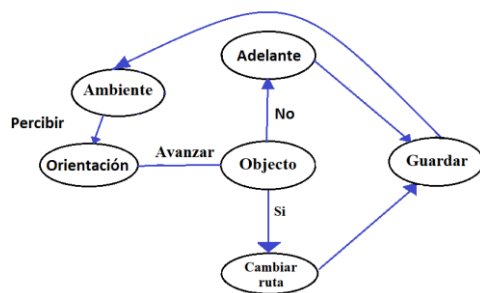 Adelante
Ambiente
Percibir
No
Avanzar
Orientación
Objecto
Guardar
Si
Cambiar
ruta